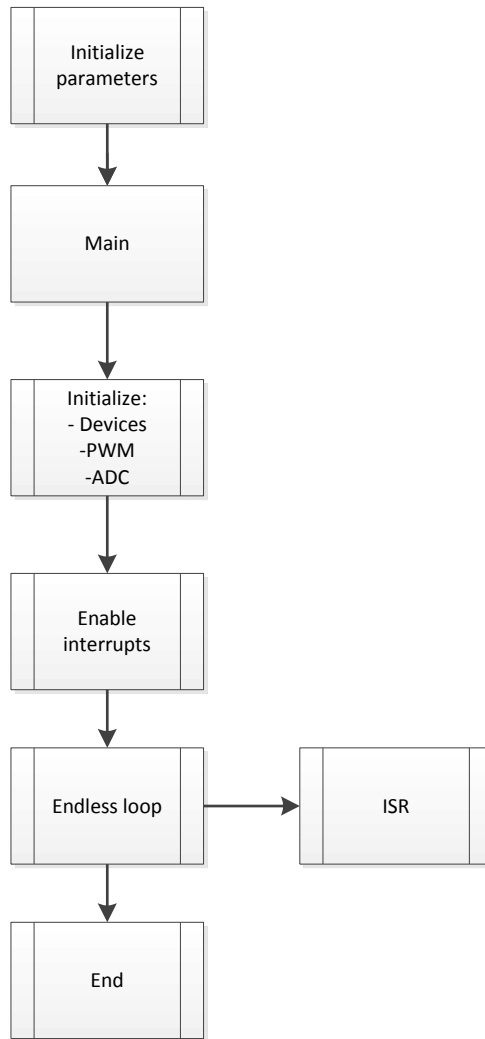 Initialize
parameters
Main
Initialize:
- Devices
-PWM
-ADC
Enable
interrupts
Endless loop
ISR
End